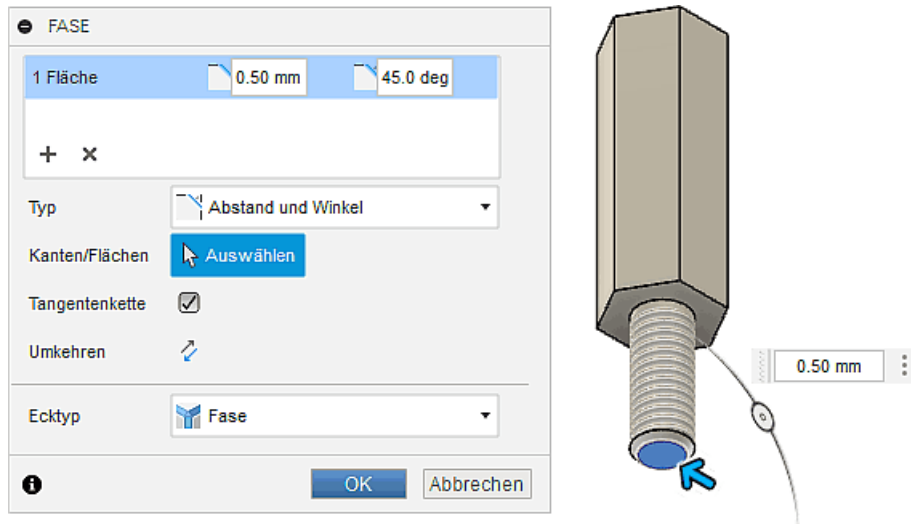 FASE
1 Fläche 0.50 mm 45.0 deg
Typ Abstand und Winkel
Kanten/Flächen Auswählen
Tangentenkette
Umkehren
0.50 mm
Ecktyp Fase
OK Abbrechen